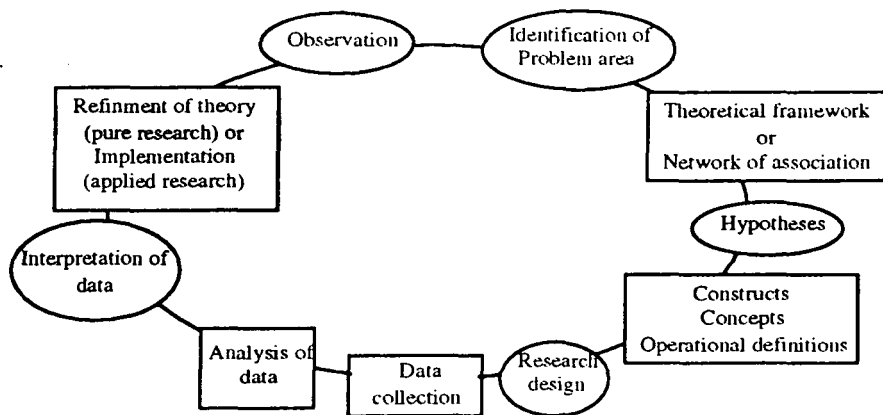 Observation
Identification of
Problem area
Theoretical framework
or
Network of association
Hypotheses
Constructs
Concepts
Operational definitions
Research
design
Data
collection
Analysis of
data
Interpretation of
data
Refinment of theory
(pure research) or
Implementation
(applied research)